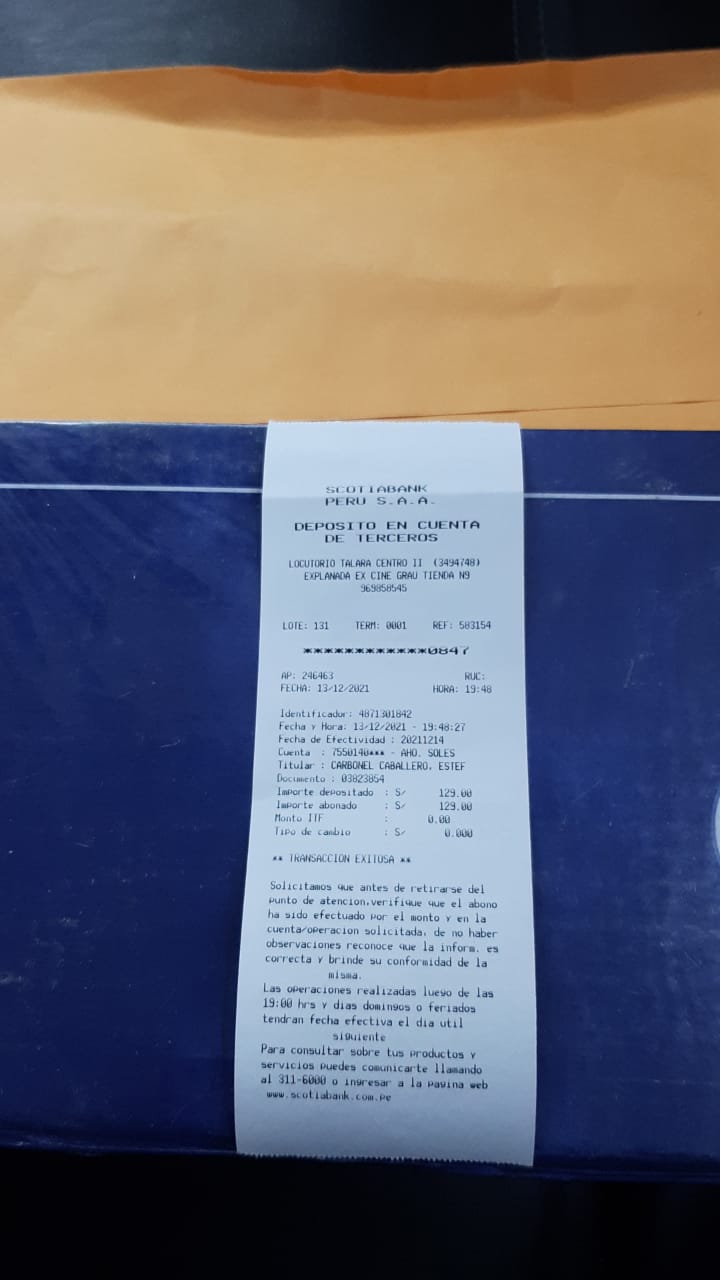 SCOTIABANK
PERU S.A.A.
DEPOSITO EN CUENTA
DE TERCEROS
LOCUTORIO TALARA CENTRO II (3494748)
EXPLANADA EX CINE GRAU TIENDA N9
969858545
LOTE: 131 TERM: 0001 REF: 583154
************0847
AP: 246463 RUC:
FECHA: 13/12/2021 HORA: 19:48
Identificador: 4871301842
Fecha y Hora: 13/12/2021 - 19:48:27
Fecha de Efectividad : 20211214
Cuenta : 7550140*** - AHO. SOLES
Titular : CARBONEL CABALLERO, ESTEF
Documento : 03823854
Importe depositado : S/ 129.00
Importe abonado : S/ 129.00
Monto ITF : 0.00
Tipo de cambio : S/ 0.000
** TRANSACCION EXITOSA **
Solicitamos que antes de retirarse del
punto de atencion,verifique que el abono
ha sido efectuado por el monto y en la
cuenta/operacion solicitada, de no haber
observaciones reconoce que la inform. es
correcta y brinde su conformidad de la
misma.
Las operaciones realizadas luego de las
19:00 hrs y dias domingos o feriados
tendran fecha efectiva el dia util
siguiente
Para consultar sobre tus productos y
servicios puedes comunicarte llamando
al 311-6000 o ingresar a la pagina web
www.scotiabank.com.pe